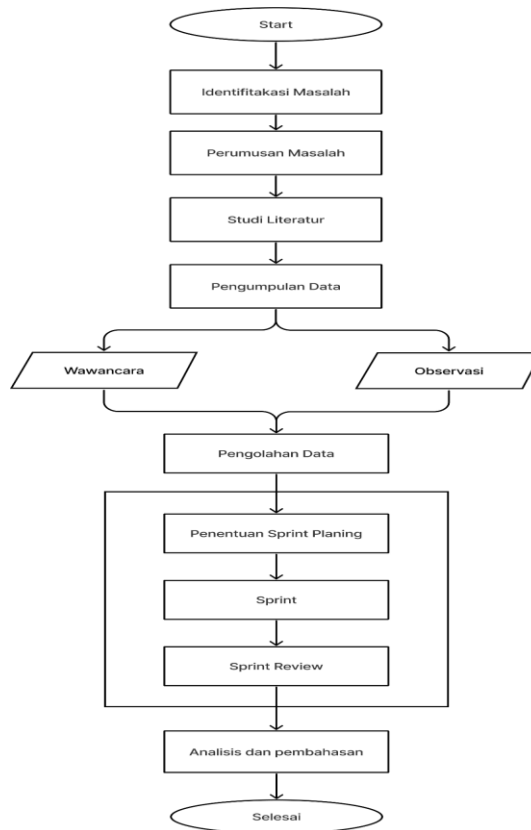 Start
Identifitakasi Masalah
Perumusan Masalah
Studi Literatur
Pengumpulan Data
Wawancara
Observasi
Pengolahan Data
Penentuan Sprint Planing
Sprint
Sprint Review
Analisis dan pembahasan
Selesai